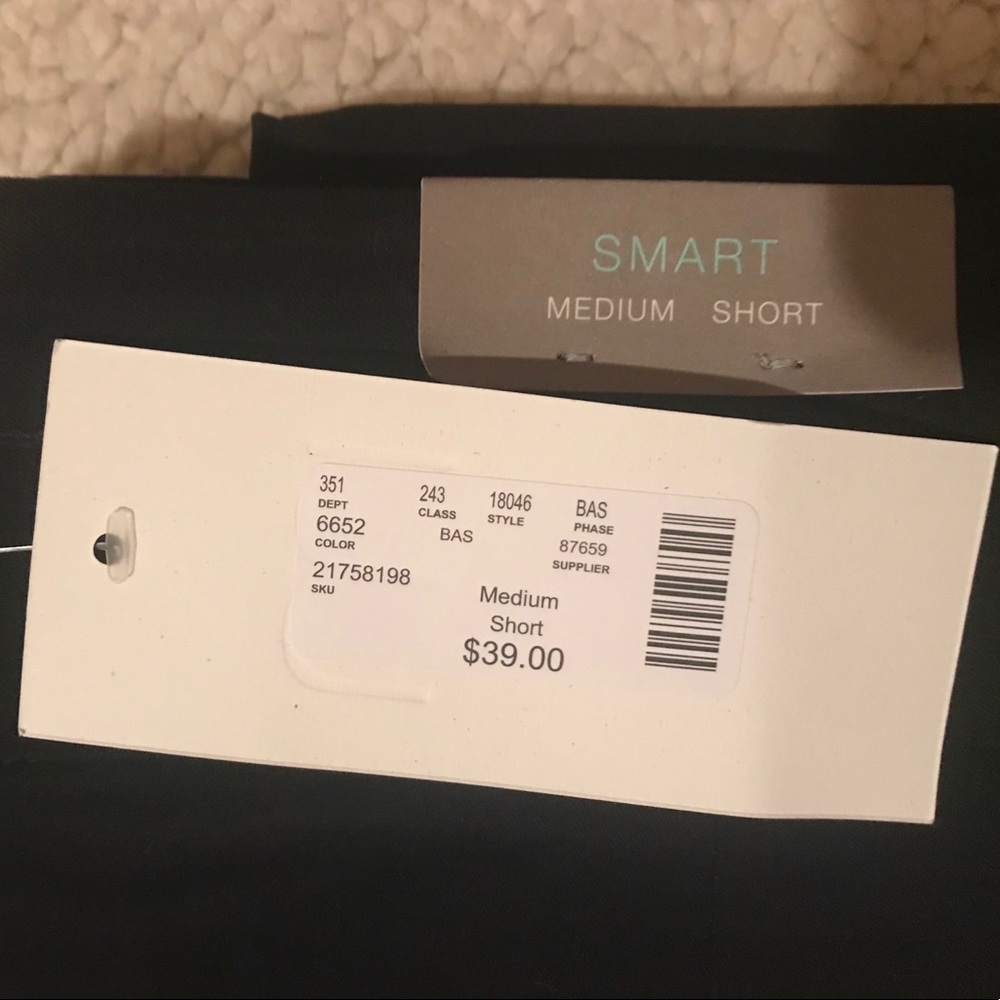 SMART
MEDIUM SHORT
351 243 18046 BAS
DEPT CLASS STYLE PHASE
6652 BAS 87659
COLOR SUPPLIER
21758198
SKU
Medium
Short
$39.00